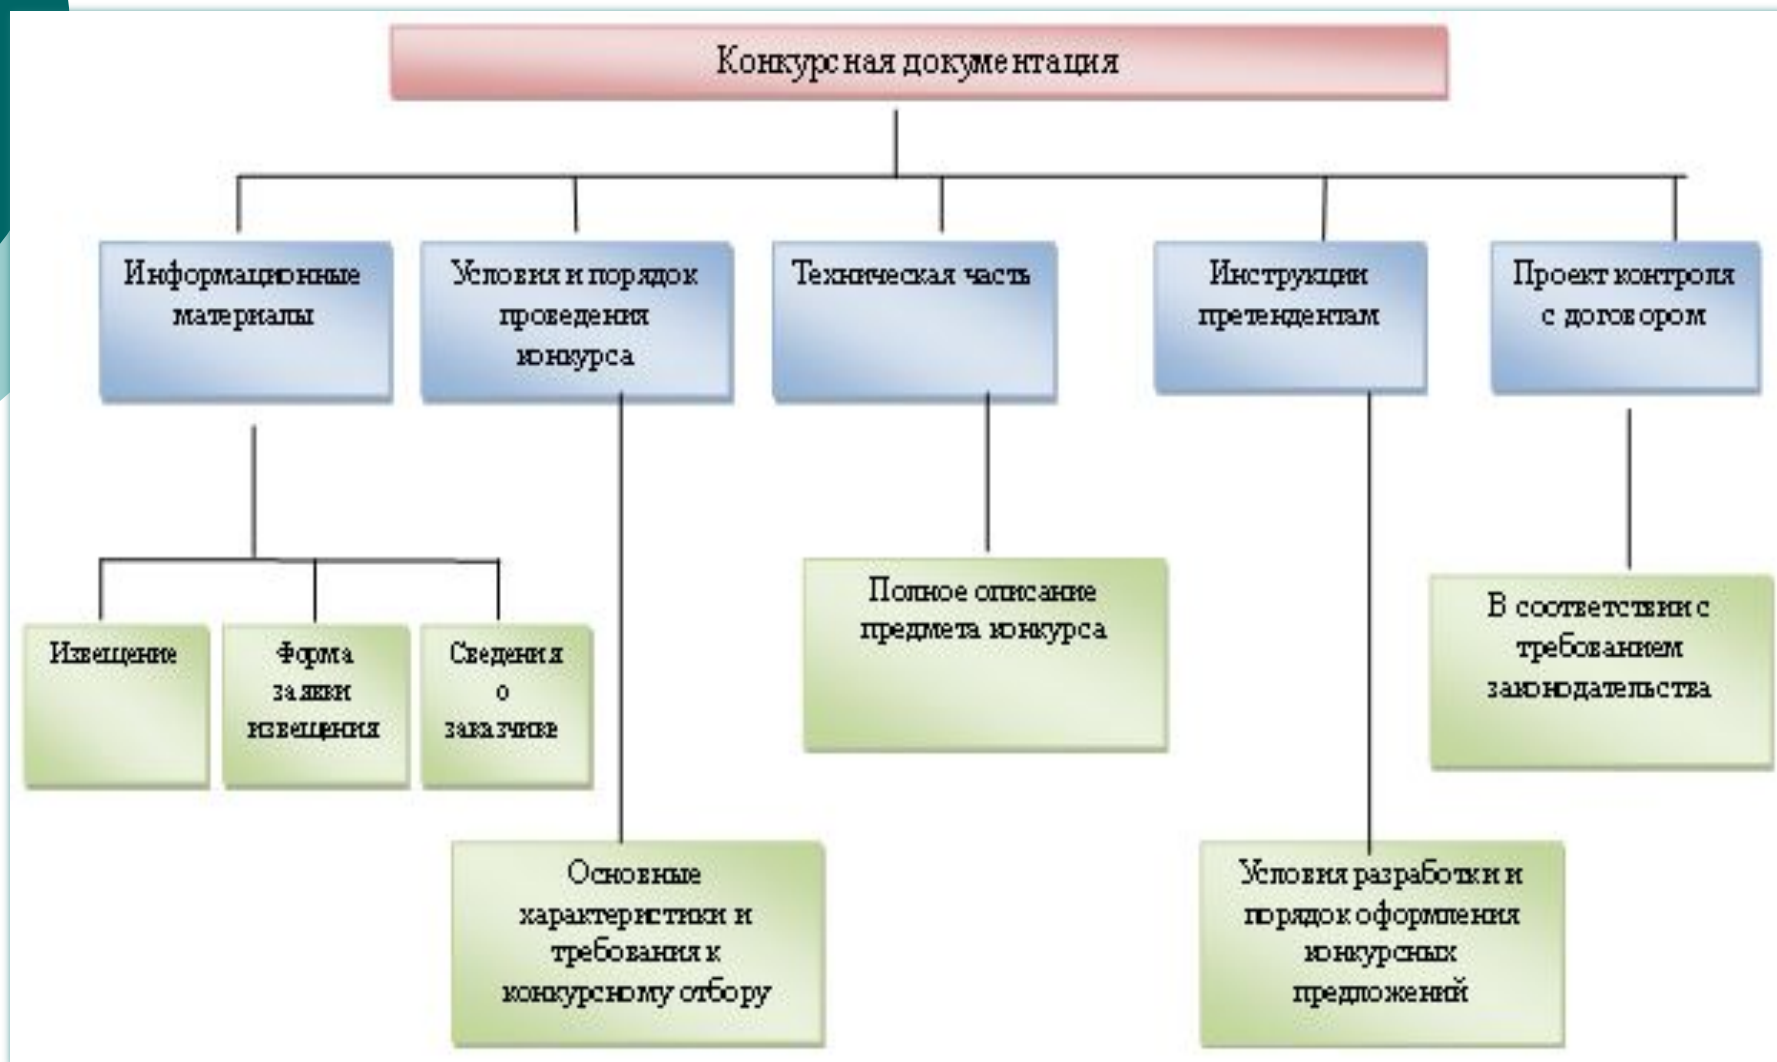 Конкурсная документация
Информационные
материалы
Условия и порядок
проведения
конкурса
Техническая часть
Инструкции
претендентам
Проект контроля
с договором
Извещение
Форма
заявки
извещения
Сведения
о
заказчике
Полное описание
предмета конкурса
В соответствии с
требованием
законодательства
Основные
характеристики и
требования к
конкурсному отбору
Условия разработки и
порядок оформления
конкурсных
предложений